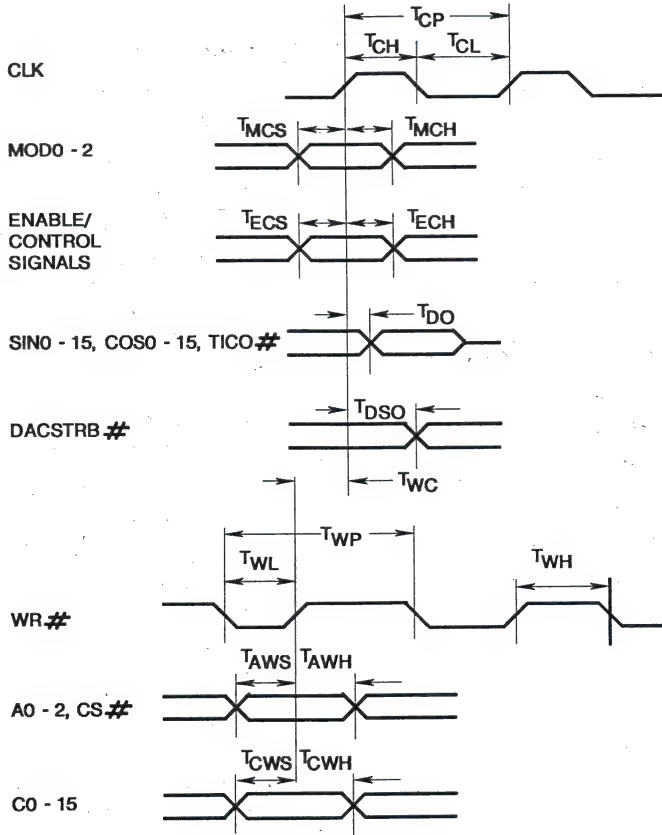 TCP
TCH TCL
CLK
TMCS TMCH
MOD0 - 2
TECS TECH
ENABLE/
CONTROL
SIGNALS
TDO
SIN0 - 15, COS0 - 15, TICO#
TDSO
DACSTRB#
TWC
TWP
TWL TWH
WR#
TAWS TAWH
A0 - 2, CS#
TCWS TCWH
C0 - 15